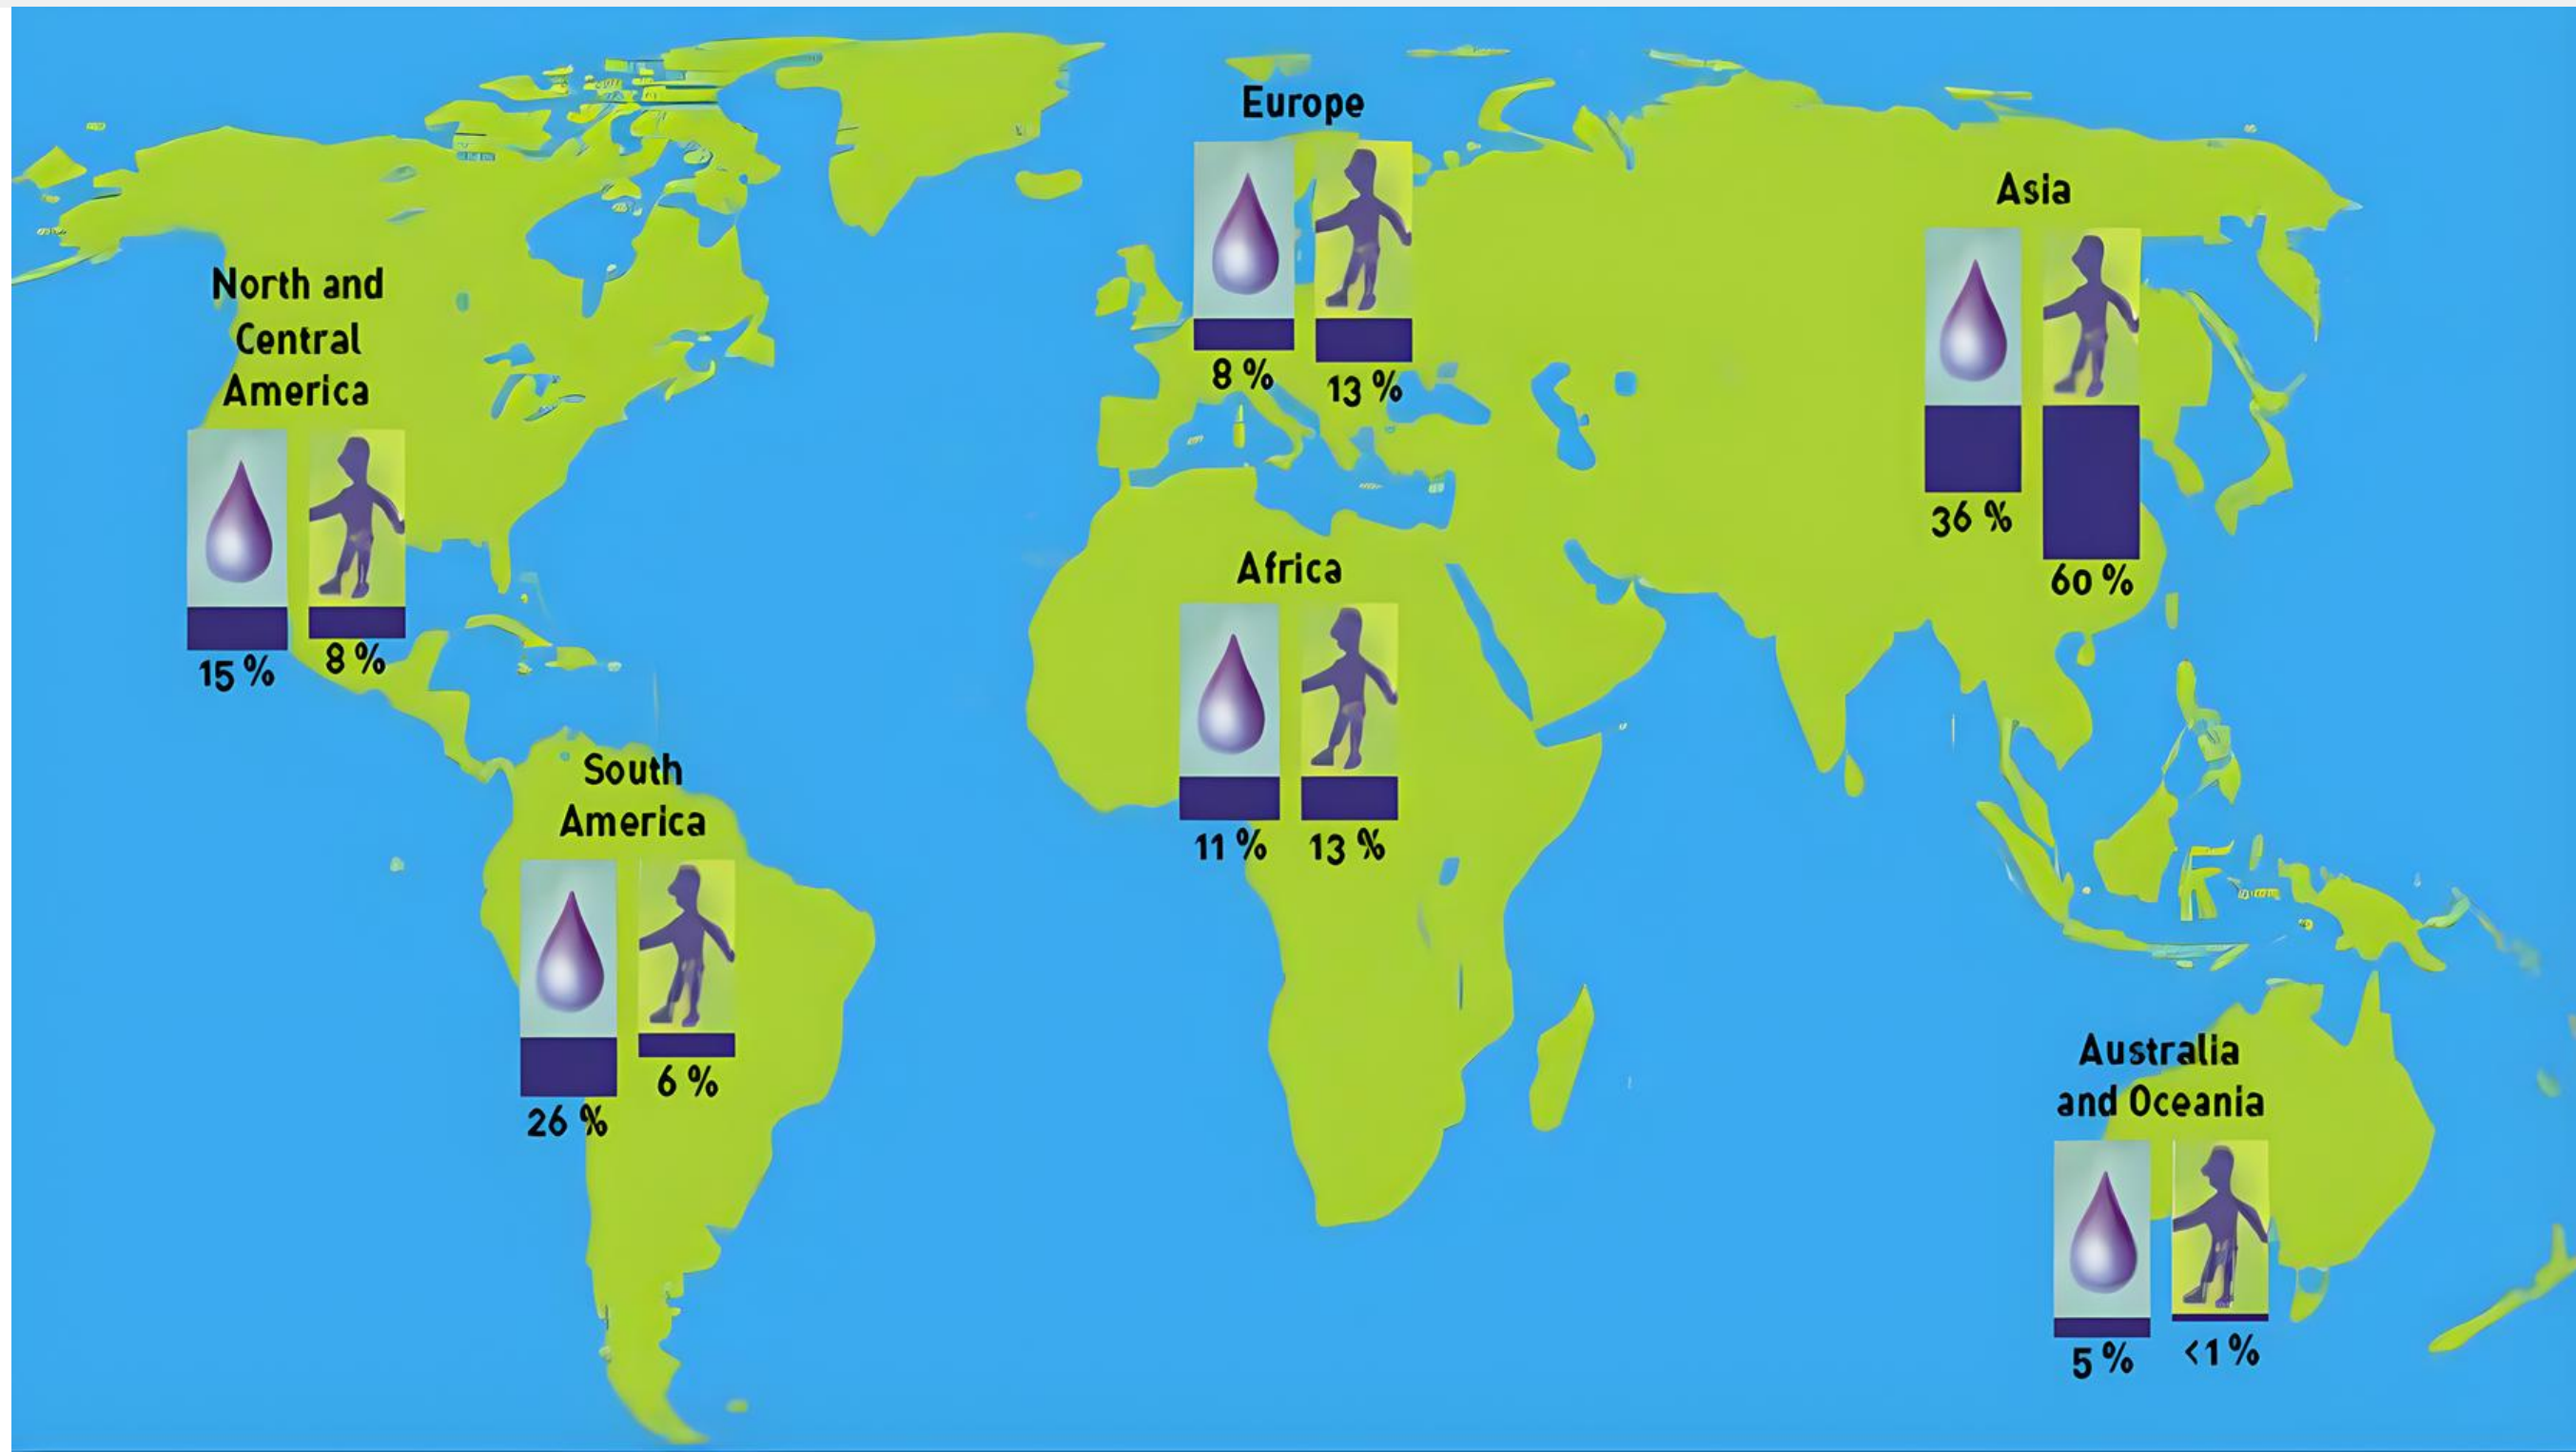 Europe
8 %
13 %
Asia
36 %
60 %
North and
Central
America
15 %
8 %
Africa
11 %
13 %
South
America
26 %
6 %
Australia
and Oceania
5 %
<1 %